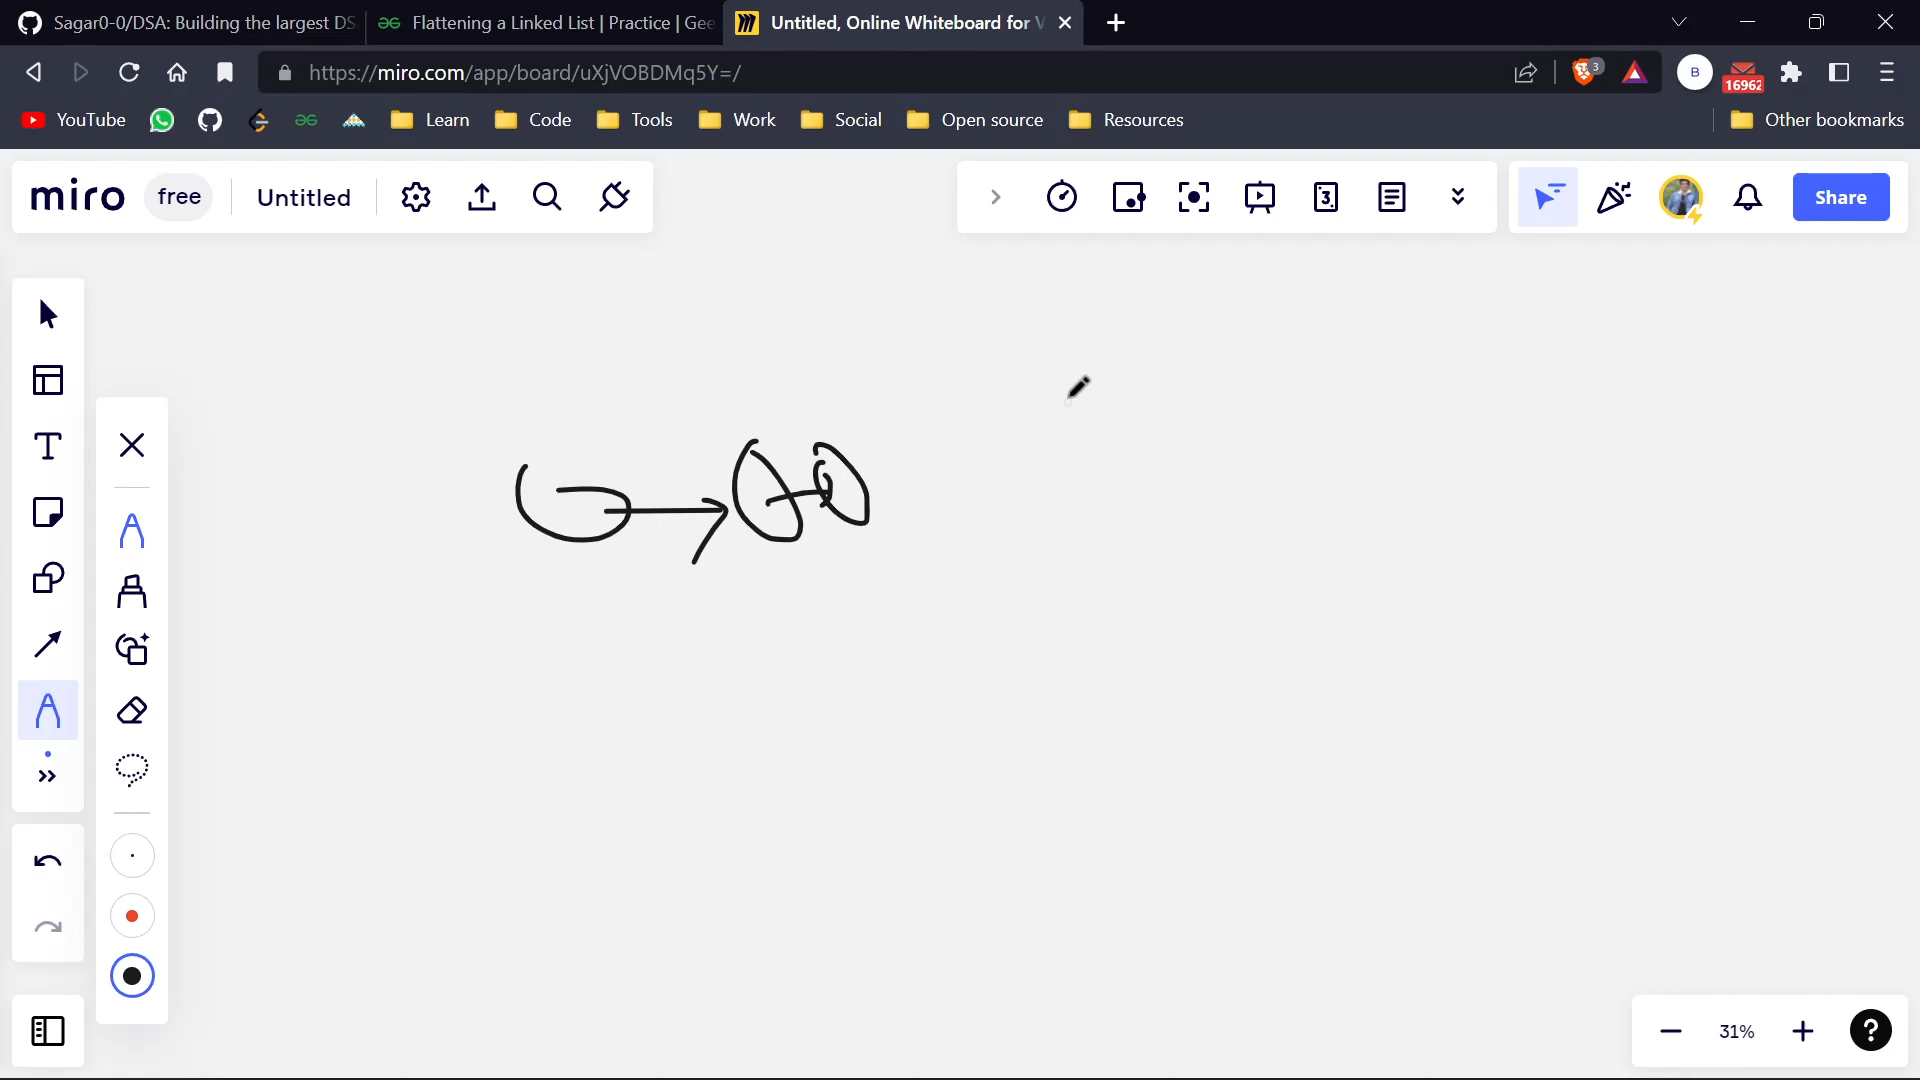 Sagar0-0/DSA: Building the largest DS
Flattening a Linked List | Practice | Gee
Untitled, Online Whiteboard for V
https://miro.com/app/board/uXjVOBDMq5Y=/
3
B
16962
YouTube
Learn
Code
Tools
Work
Social
Open source
Resources
Other bookmarks
miro
free
Untitled
3
Share
31%
?